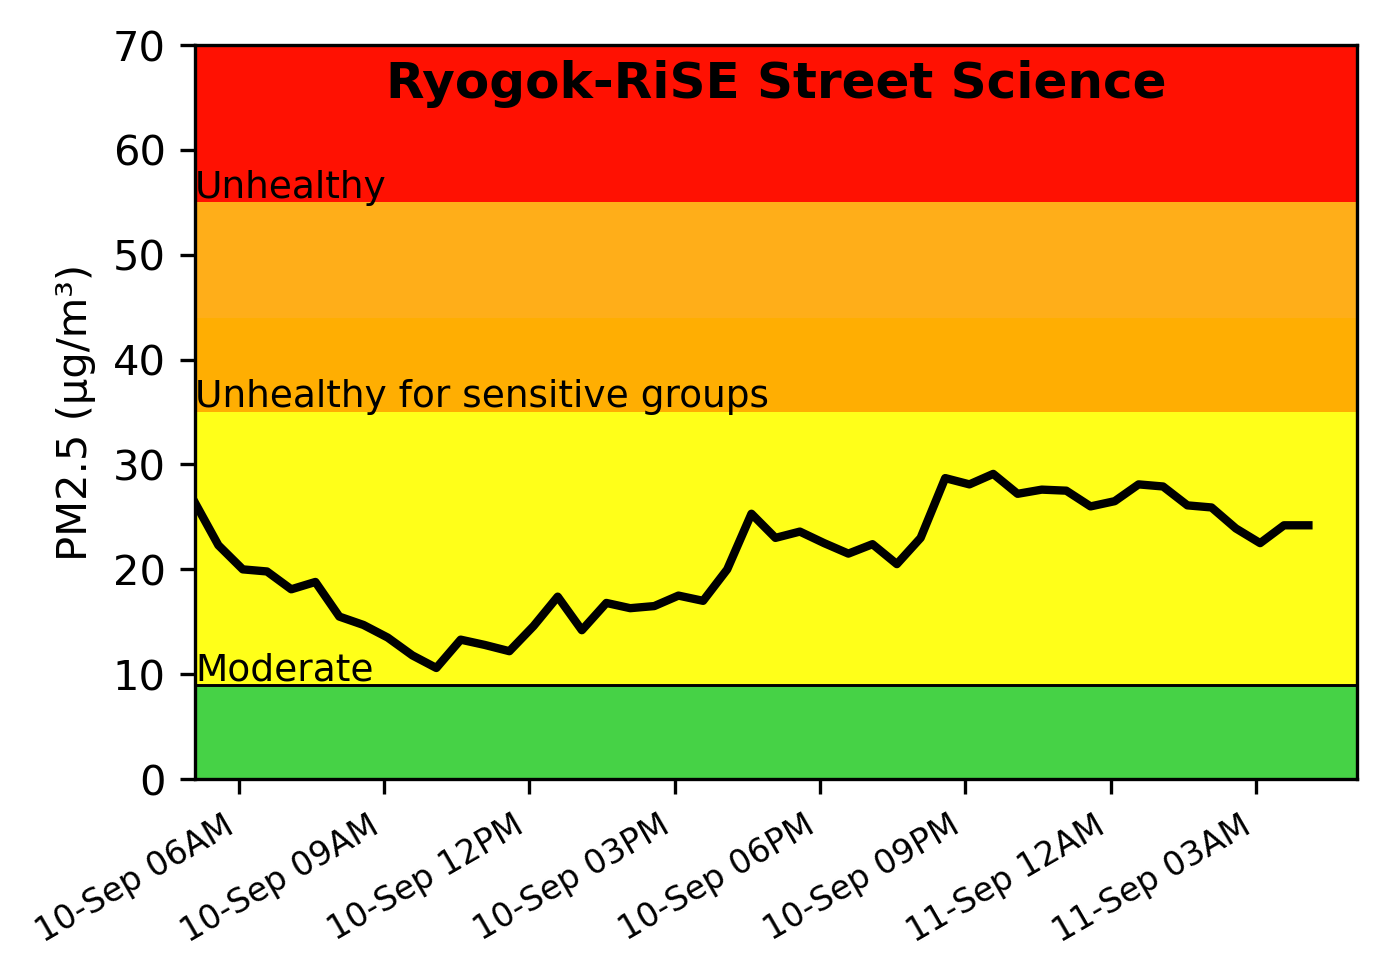 Ryogok-RiSE Street Science
70
60
50
40
30
20
10
0
PM2.5 (µg/m³)
Unhealthy
Unhealthy for sensitive groups
Moderate
10-Sep 06AM
10-Sep 09AM
10-Sep 12PM
10-Sep 03PM
10-Sep 06PM
10-Sep 09PM
11-Sep 12AM
11-Sep 03AM